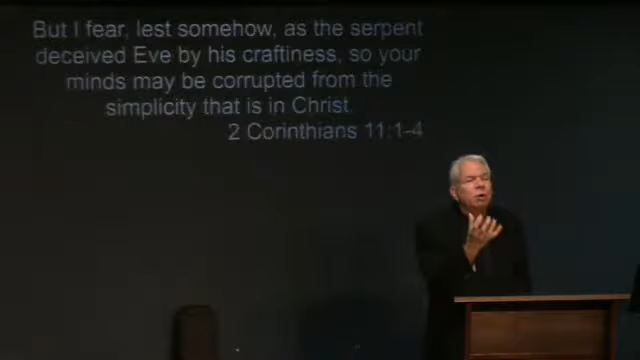 But I fear, lest somehow, as the serpent
deceived Eve by his craftiness, so your
minds may be corrupted from the
simplicity that is in Christ
2 Corinthians 11:1-4